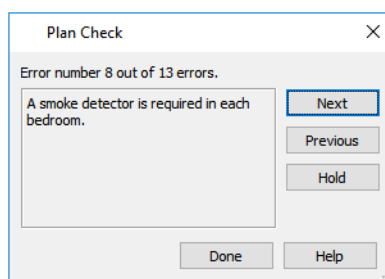 Plan Check
Error number 8 out of 13 errors.
A smoke detector is required in each
bedroom.
Next
Previous
Hold
Done
Help